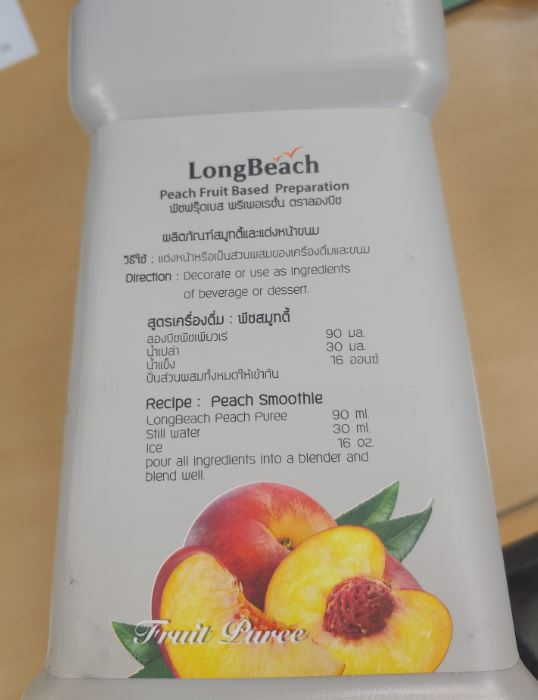 LongBeach
Peach Fruit Based Preparation
พีชฟรุ๊ตเบส พรีเพอเรชั่น ตราลองบีช
ผลิตภัณฑ์สมูทตี้และแต่งหน้าขนม
วิธีใช้ : แต่งหน้าหรือเป็นส่วนผสมของเครื่องดื่มและขนม
Direction : Decorate or use as ingredients
of beverage or dessert.
สูตรเครื่องดื่ม : พีชสมูทตี้
ลองบีชพีชเพียวเร่ 90 มล.
น้ำเปล่า 30 มล.
น้ำแข็ง 16 ออนซ์
ปั่นส่วนผสมทั้งหมดให้เข้ากัน
Recipe : Peach Smoothie
LongBeach Peach Puree 90 ml.
Still water 30 ml.
Ice 16 oz.
pour all ingredients into a blender and
blend well.
Fruit Puree